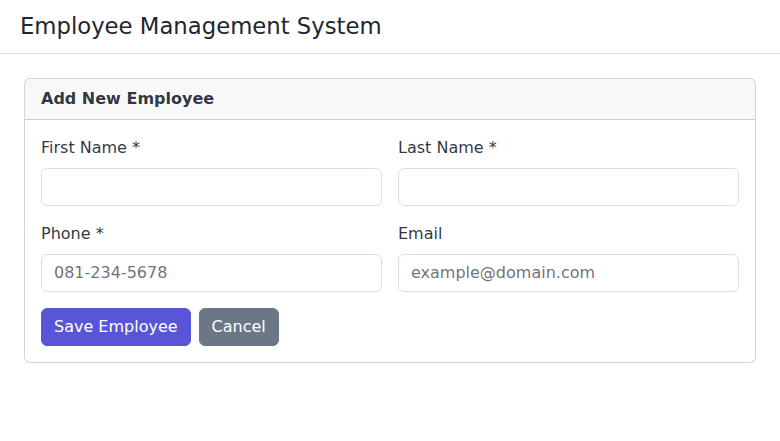 Employee Management System
Add New Employee
First Name *
Last Name *
Phone *
Email
081-234-5678
example@domain.com
Save Employee
Cancel